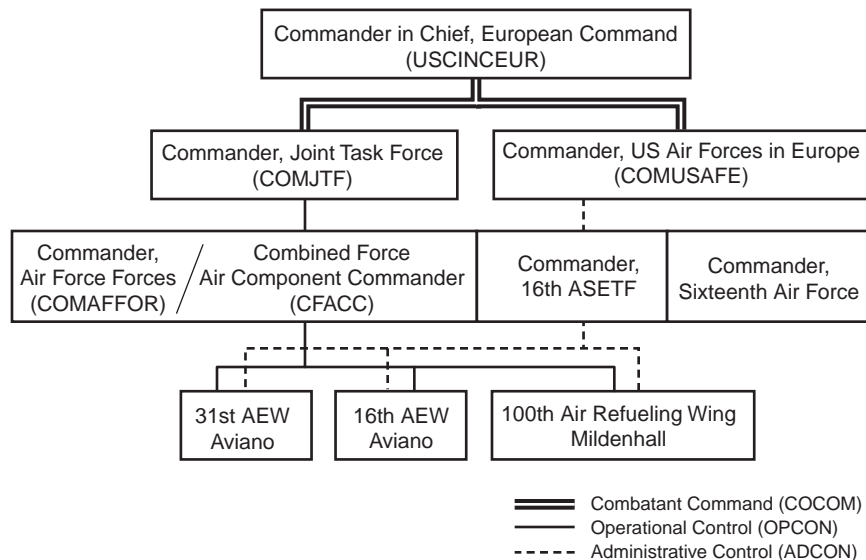 Commander in Chief, European Command
(USCINCEUR)
Commander, Joint Task Force
(COMJTF)
Commander, US Air Forces in Europe
(COMUSAFE)
Commander,
Air Force Forces
(COMAFFOR)
Combined Force
Air Component Commander
(CFACC)
Commander,
16th ASETF
Commander,
Sixteenth Air Force
31st AEW
Aviano
16th AEW
Aviano
100th Air Refueling Wing
Mildenhall
Combatant Command (COCOM)
Operational Control (OPCON)
Administrative Control (ADCON)